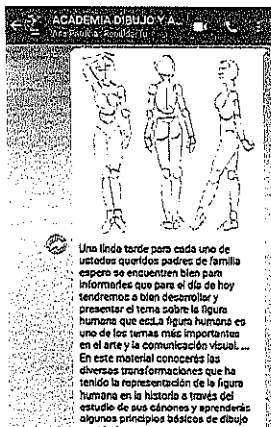 ACADEMIA DIBUJO Y A...
Una linda tarde para cada uno de
ustedes queridos padres de familia
espero se encuentren bien para
informarles que para el día de hoy
tendremos a bien desarrollar y
presentar el tema sobre la figura
humana que es:La figura humana es
uno de los temas más importantes
en el arte y la comunicación visual. ...
En este material conocerás las
diversas transformaciones que ha
tenido la representación de la figura
humana en la historia a través del
estudio de sus cánones y aprenderás
algunos principios básicos de dibujo